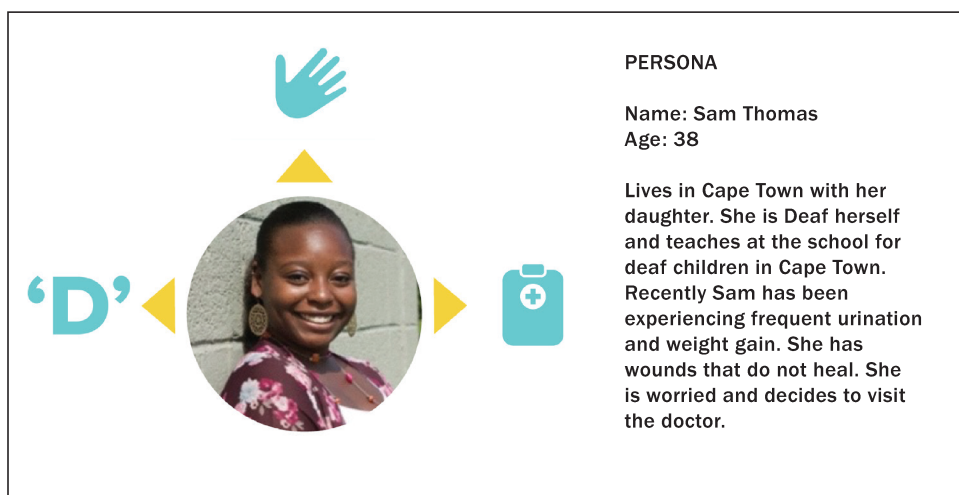 ‘D’
PERSONA
Name: Sam Thomas
Age: 38
Lives in Cape Town with her
daughter. She is Deaf herself
and teaches at the school for
deaf children in Cape Town.
Recently Sam has been
experiencing frequent urination
and weight gain. She has
wounds that do not heal. She
is worried and decides to visit
the doctor.